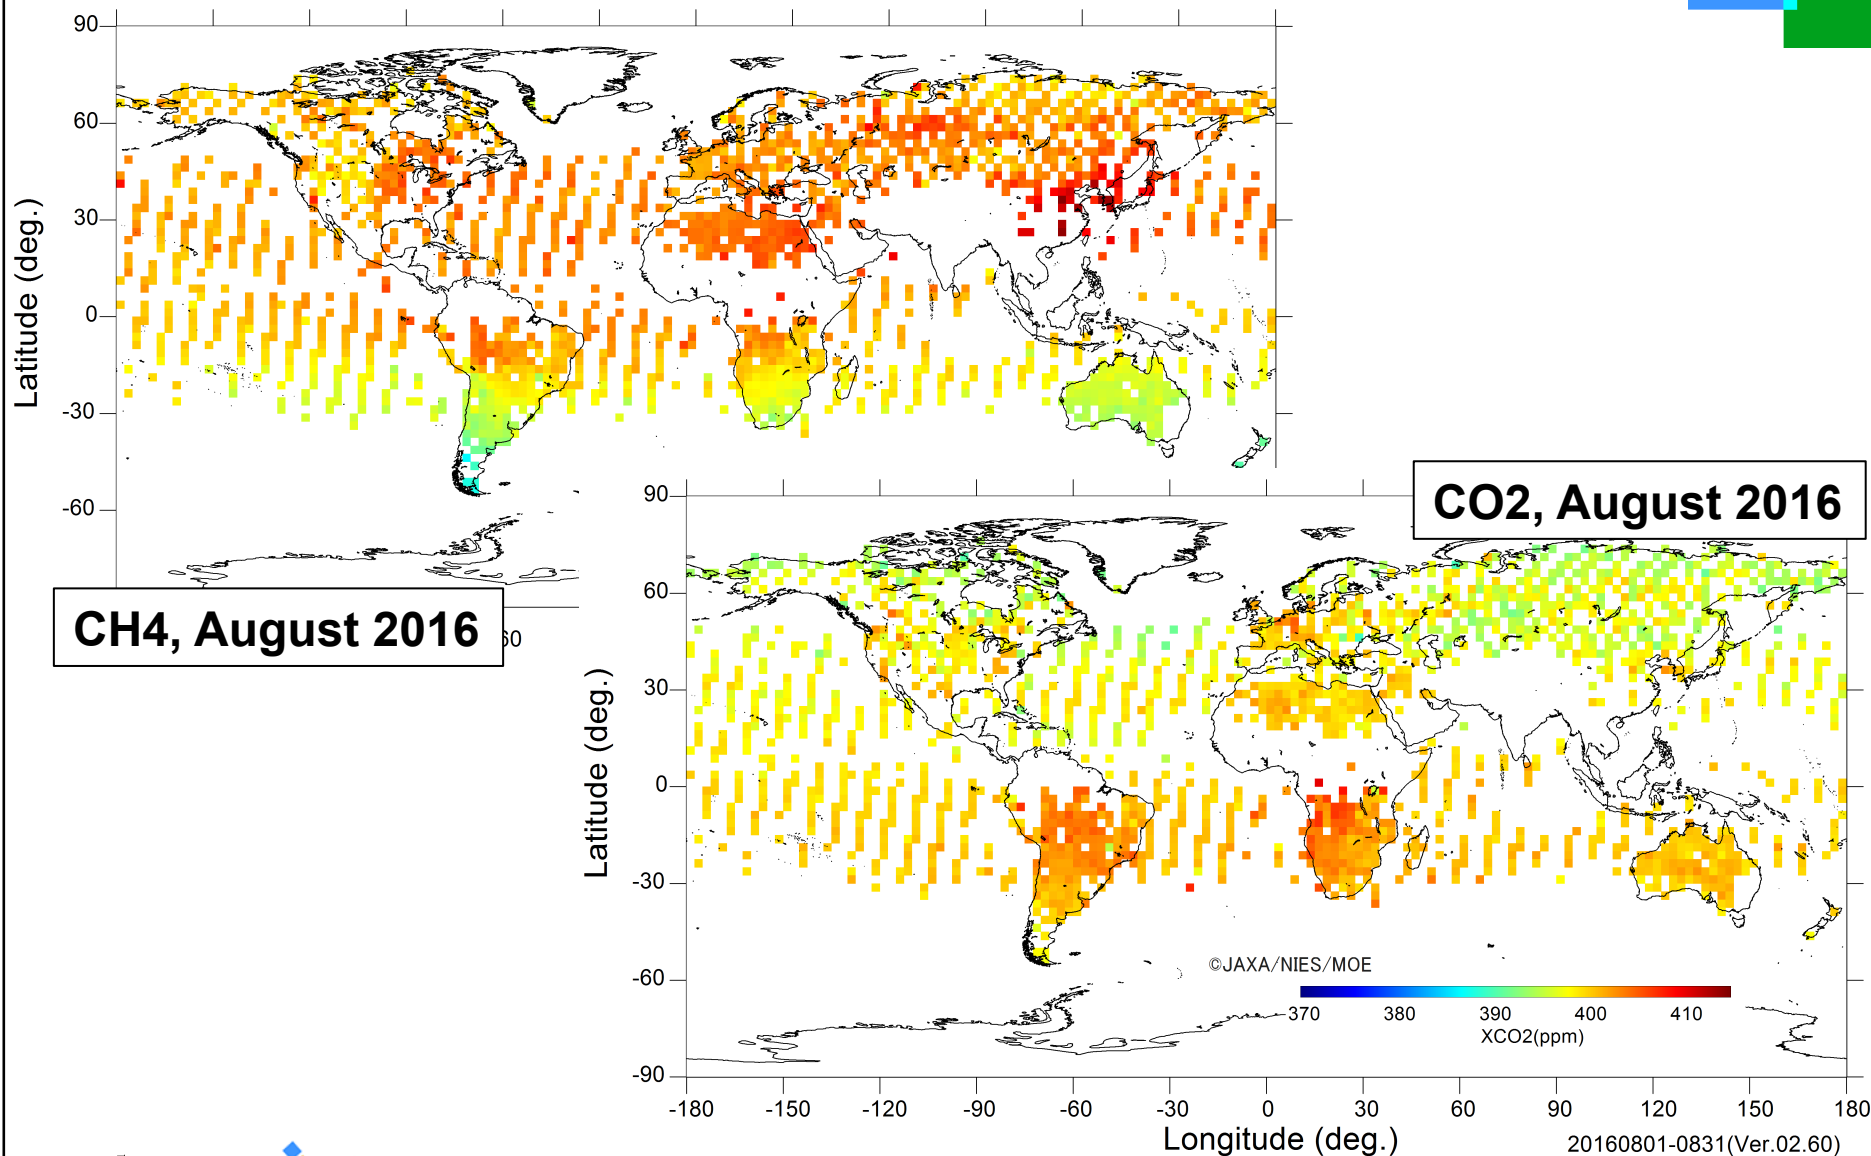 90
60
30
0
-30
-60
Latitude (deg.)
CH4, August 2016
60
CO2, August 2016
90
60
30
0
-30
-60
-90
Latitude (deg.)
©JAXA/NIES/MOE
370 380 390 400 410
XCO2(ppm)
-180 -150 -120 -90 -60 -30 0 30 60 90 120 150 180
Longitude (deg.)
20160801-0831(Ver.02.60)